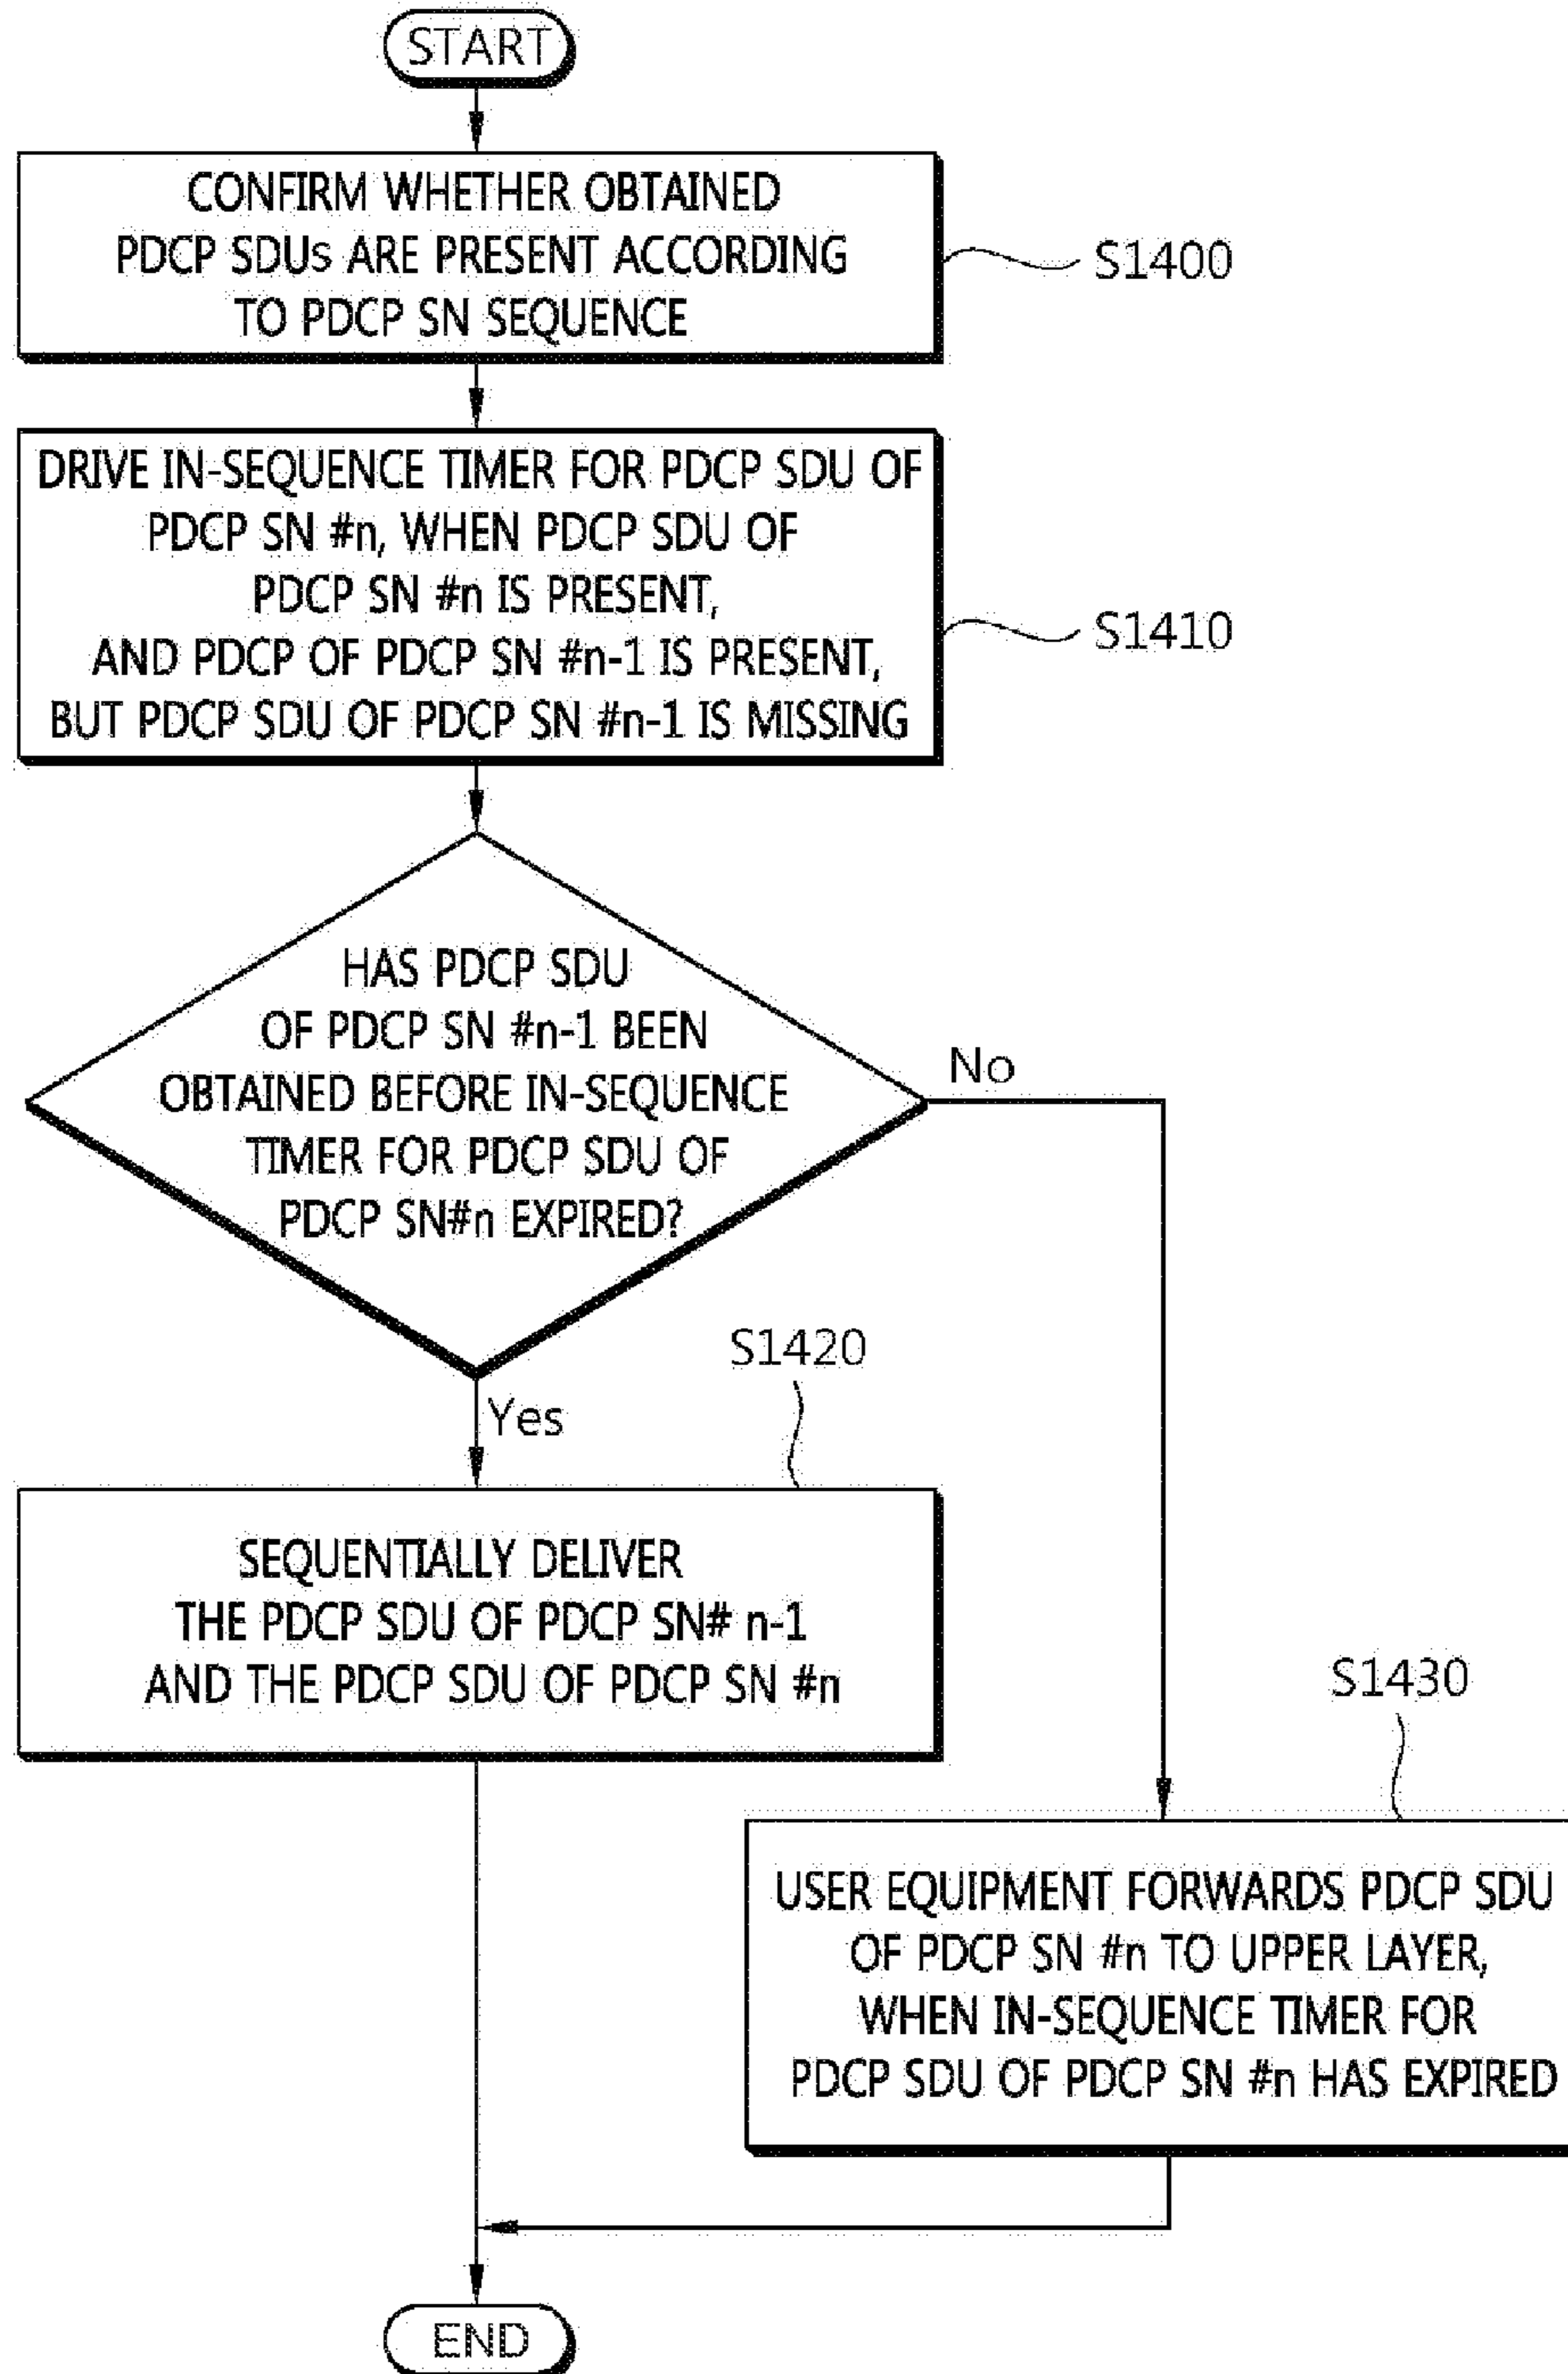 START
CONFIRM WHETHER OBTAINED
PDCP SDUs ARE PRESENT ACCORDING
TO PDCP SN SEQUENCE
S1400
DRIVE IN-SEQUENCE TIMER FOR PDCP SDU OF
PDCP SN #n, WHEN PDCP SDU OF
PDCP SN #n IS PRESENT,
AND PDCP OF PDCP SN #n-1 IS PRESENT,
BUT PDCP SDU OF PDCP SN #n-1 IS MISSING
S1410
HAS PDCP SDU
OF PDCP SN #n-1 BEEN
OBTAINED BEFORE IN-SEQUENCE
TIMER FOR PDCP SDU OF
PDCP SN#n EXPIRED?
No
Yes
S1420
SEQUENTIALLY DELIVER
THE PDCP SDU OF PDCP SN# n-1
AND THE PDCP SDU OF PDCP SN #n
S1430
USER EQUIPMENT FORWARDS PDCP SDU
OF PDCP SN #n TO UPPER LAYER,
WHEN IN-SEQUENCE TIMER FOR
PDCP SDU OF PDCP SN #n HAS EXPIRED
END